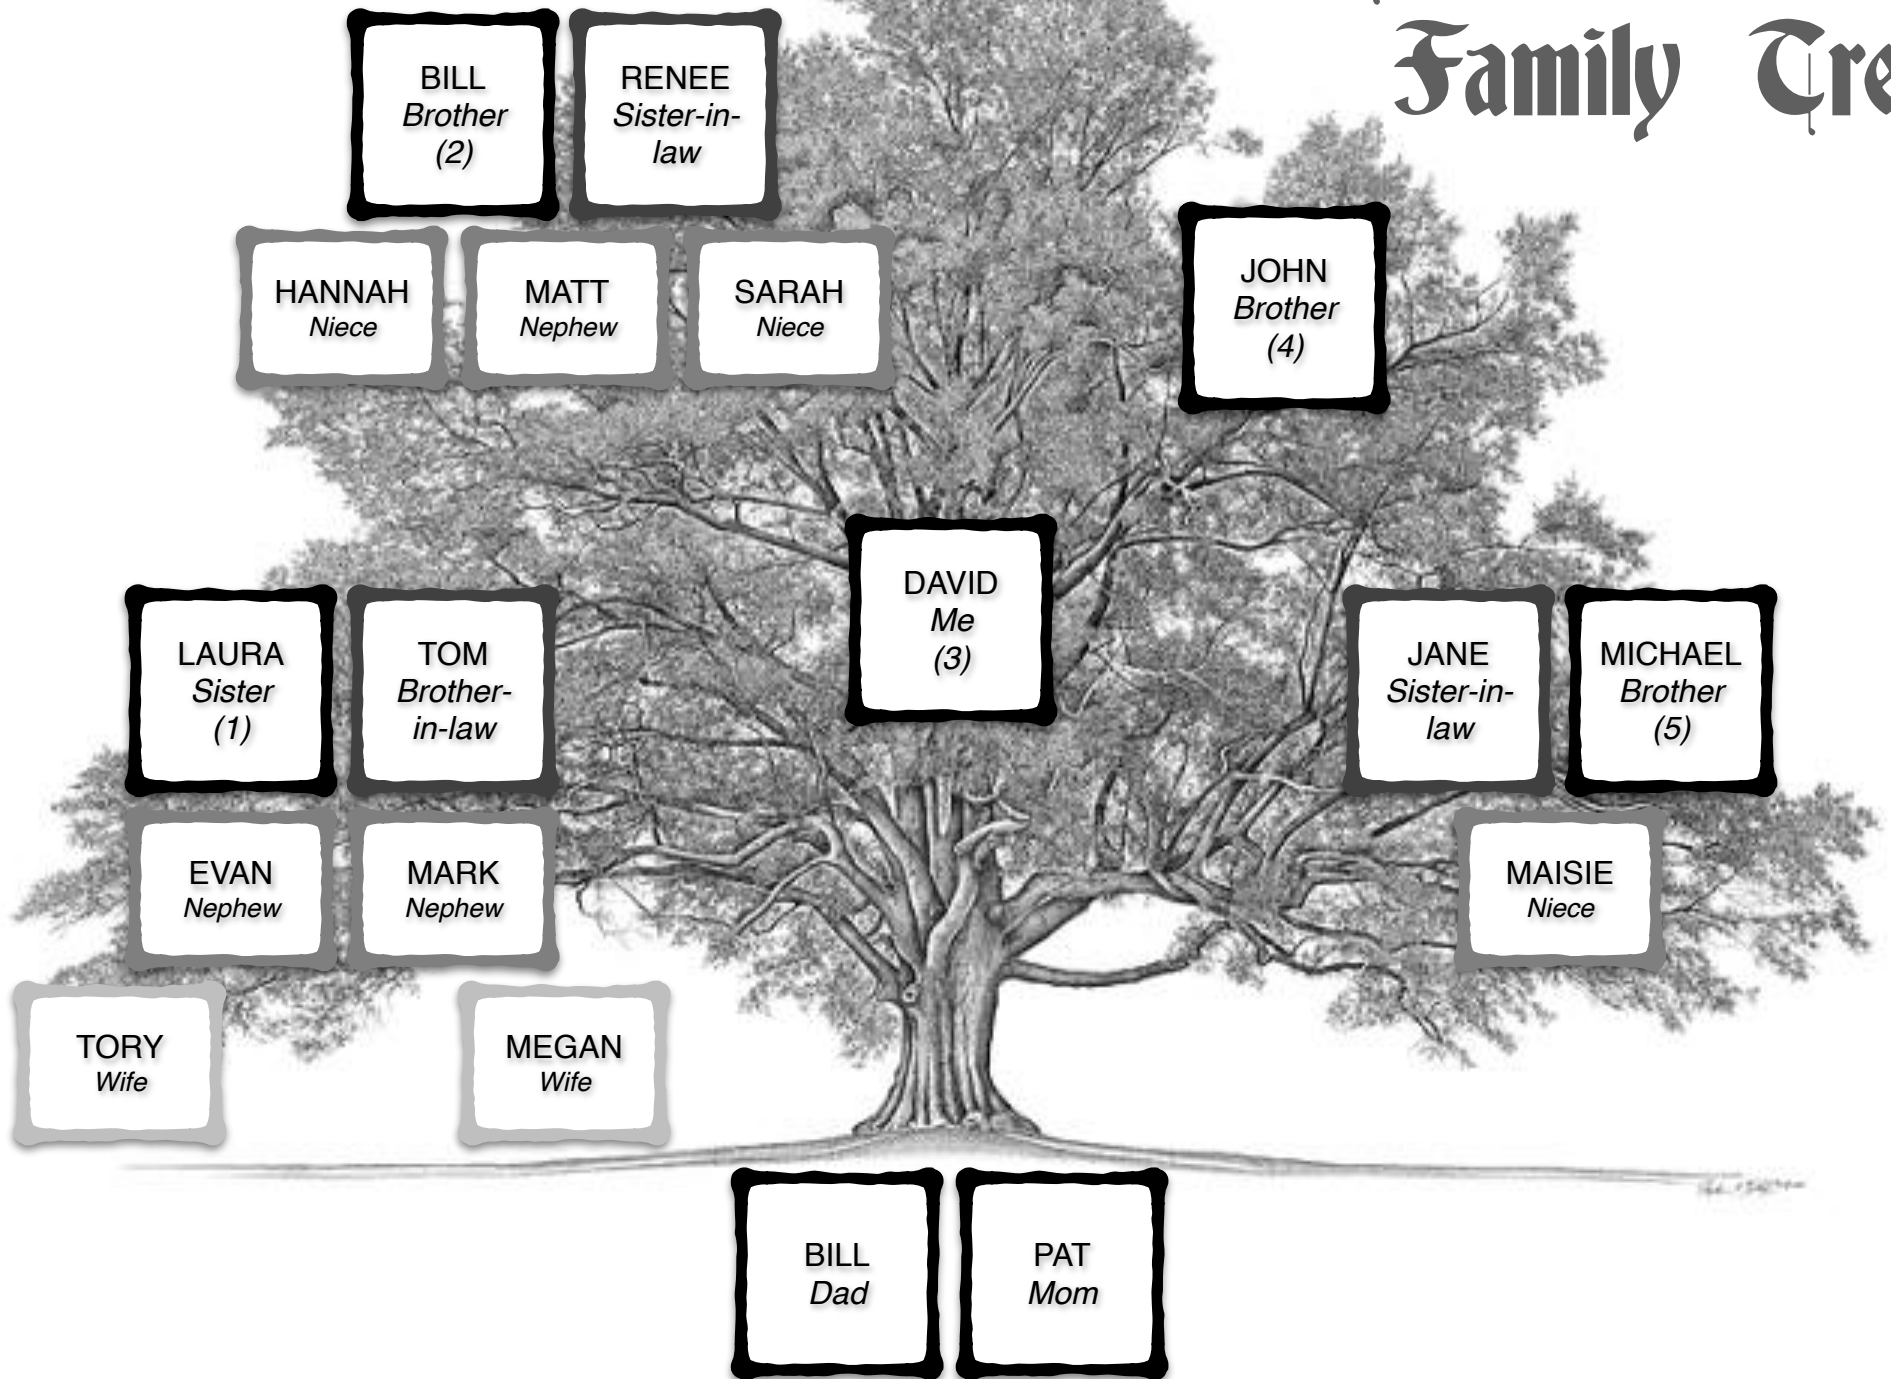 Family Tre
BILL
Brother
(2)
RENEE
Sister-in-
law
HANNAH
Niece
MATT
Nephew
SARAH
Niece
JOHN
Brother
(4)
DAVID
Me
(3)
LAURA
Sister
(1)
TOM
Brother-
in-law
JANE
Sister-in-
law
MICHAEL
Brother
(5)
EVAN
Nephew
MARK
Nephew
MAISIE
Niece
TORY
Wife
MEGAN
Wife
BILL
Dad
PAT
Mom